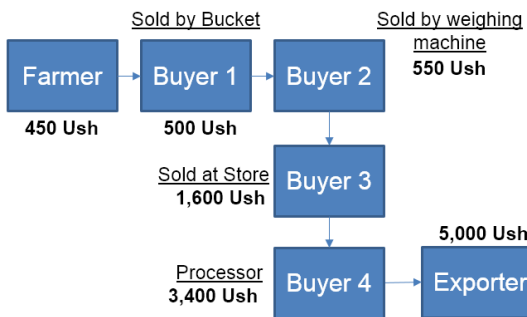 Sold by Bucket
Sold by weighing
machine
550 Ush
Farmer
Buyer 1
Buyer 2
450 Ush
500 Ush
Sold at Store
1,600 Ush
Buyer 3
5,000 Ush
Processor
3,400 Ush
Buyer 4
Exporter